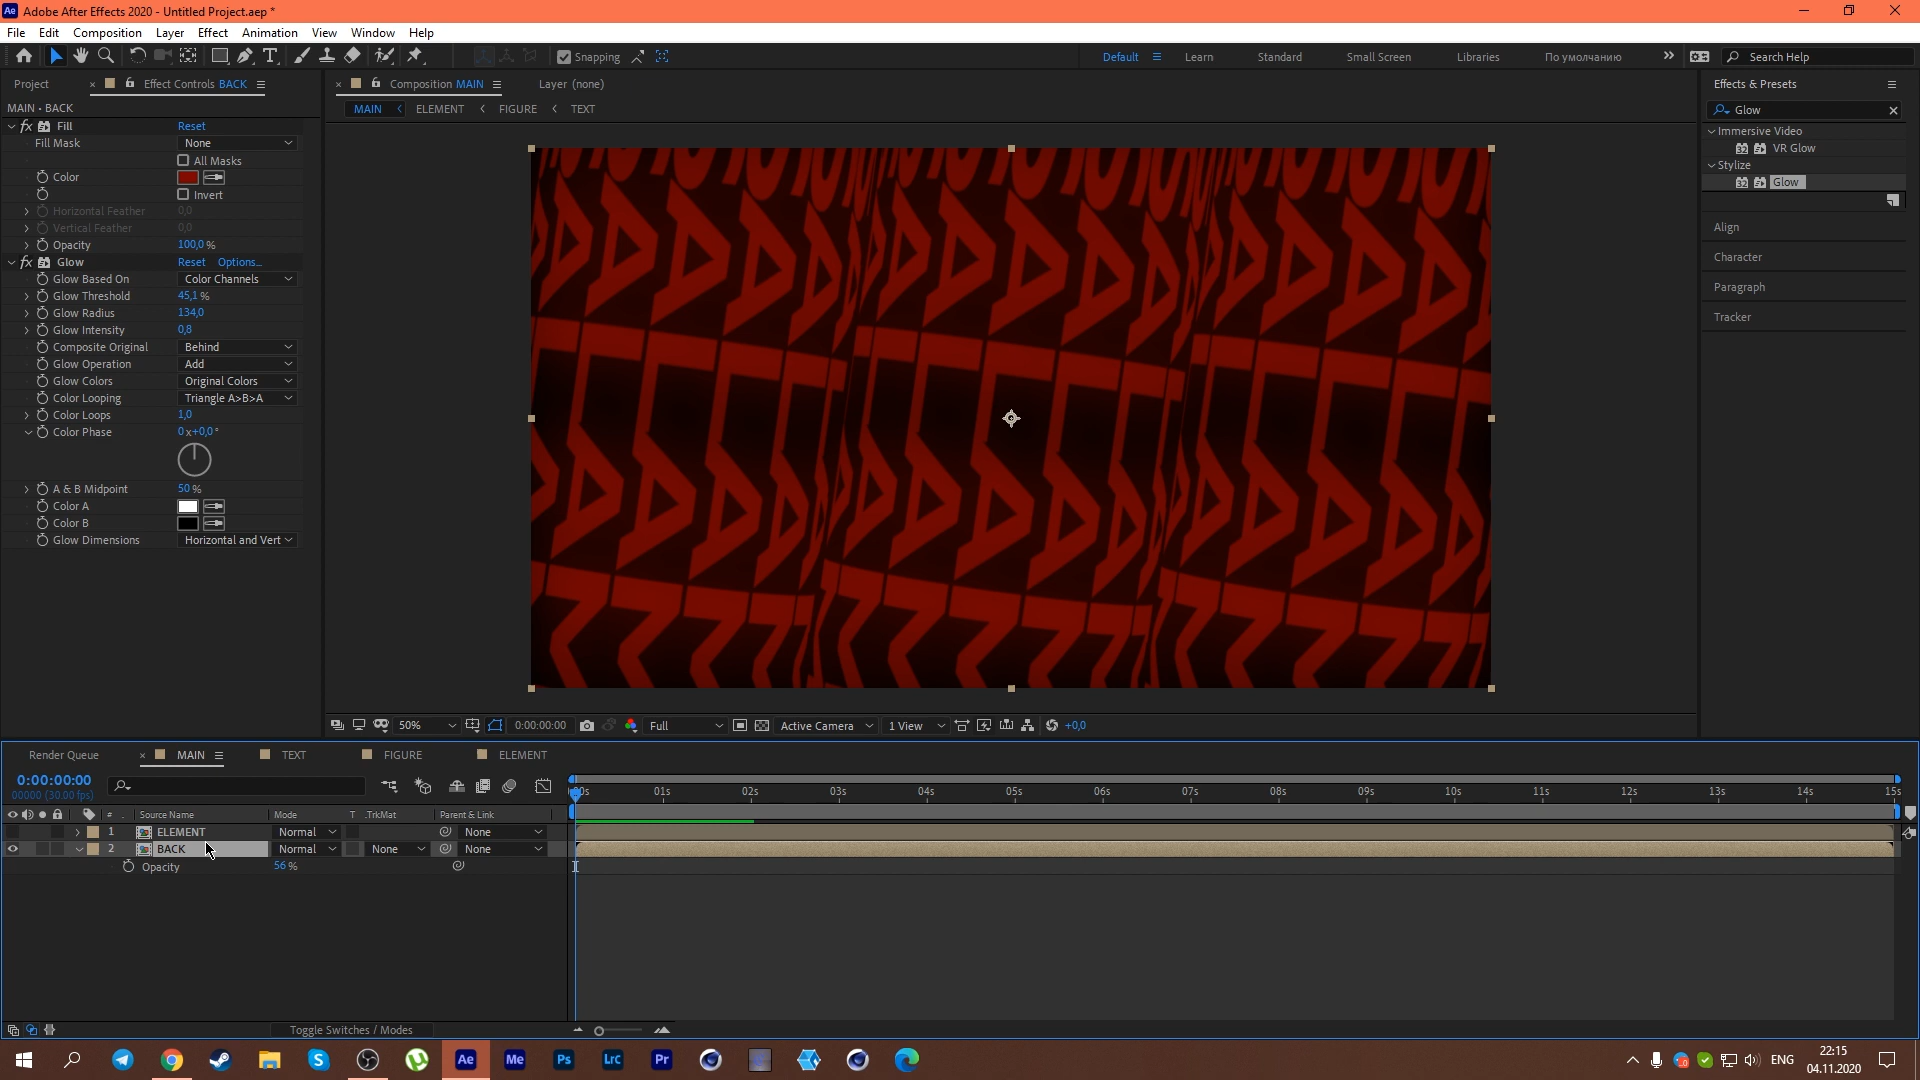 Adobe After Effects 2020 - Untitled Project.aep *
File Edit Composition Layer Effect Animation View Window Help
Snapping
Default Learn Standard Small Screen Libraries По умолчанию Search Help
Project Effect Controls BACK
Composition MAIN Layer (none)
Effects & Presets
MAIN • BACK
MAIN ELEMENT FIGURE TEXT
Glow
fx Fill Reset
Immersive Video
Fill Mask None
VR Glow
All Masks
Stylize
Color
Glow
Invert
Horizontal Feather 0,0
Vertical Feather 0,0
Align
Opacity 100,0 %
Character
fx Glow Reset Options...
Glow Based On Color Channels
Paragraph
Glow Threshold 45,1 %
Glow Radius 134,0
Tracker
Glow Intensity 0,8
Composite Original Behind
Glow Operation Add
Glow Colors Original Colors
Color Looping Triangle A>B>A
Color Loops 1,0
Color Phase 0x+0,0°
A & B Midpoint 50 %
Color A
Color B
Glow Dimensions Horizontal and Vert
50% 0:00:00:00 Full Active Camera 1 View +0,0
Render Queue MAIN TEXT FIGURE ELEMENT
0:00:00:00
00000 (30.00 fps)
01s 02s 03s 04s 05s 06s 07s 08s 09s 10s 11s 12s 13s 14s 15s
# Source Name Mode T .TrkMat Parent & Link
1 ELEMENT Normal None
2 BACK Normal None None
Opacity 56 %
Toggle Switches / Modes
Ae Me Ps Lrc Pr
ENG
22:15
04.11.2020